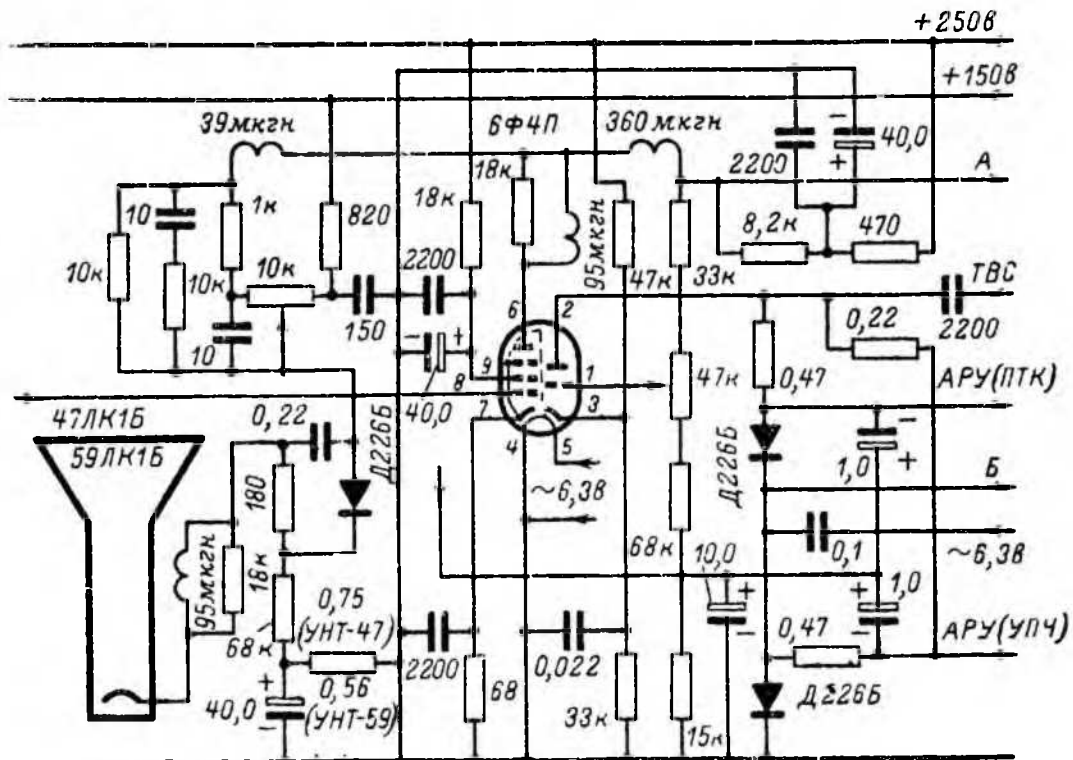 +250в
+150в
39мкгн
6Ф4П
360мкгн
2200
40,0
А
10
1к
820
18к
18к
95мкгн
8,2к
470
10к
10к
10к
2200
47к
33к
ТВС
150
6
2
0,22
2200
10
9
8
1
47к
0,47
АРУ(ПТК)
40,0
7
4
5
3
47ЛК1Б
59ЛК1Б
0,22
Д226Б
Д226Б
1,0
Б
180
~6,3в
68к
0,1
~6,3в
95мкгн
18к
10,0
1,0
0,75
(УНТ-47)
68к
0,47
АРУ(УПЧ)
0,56
(УНТ-59)
40,0
2200
68
0,022
33к
15к
Д226Б